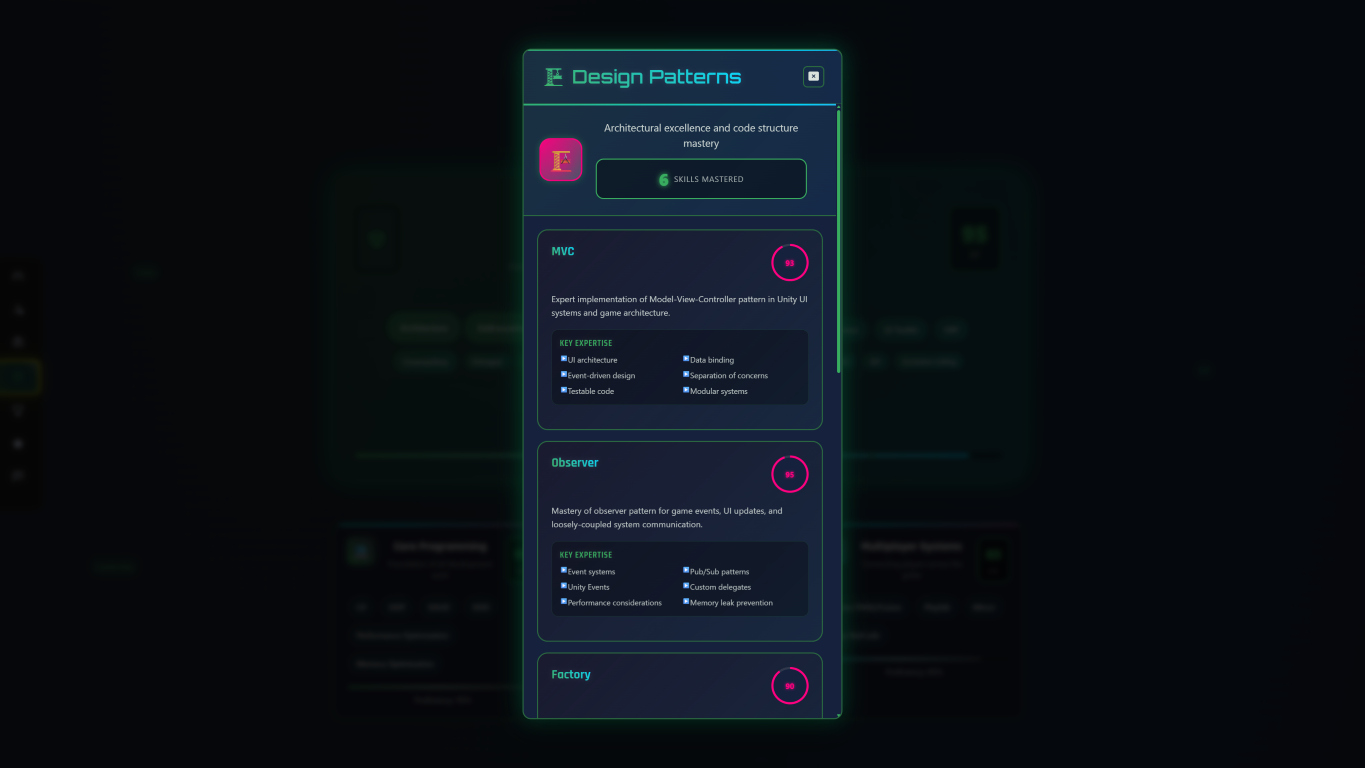 Design Patterns
Architectural excellence and code structure
mastery
6 SKILLS MASTERED
MVC
93
Expert implementation of Model-View-Controller pattern in Unity UI
systems and game architecture.
KEY EXPERTISE
UI architecture
Data binding
Event-driven design
Separation of concerns
Testable code
Modular systems
Observer
95
Mastery of observer pattern for game events, UI updates, and
loosely-coupled system communication.
KEY EXPERTISE
Event systems
Pub/Sub patterns
Unity Events
Custom delegates
Performance considerations
Memory leak prevention
Factory
90